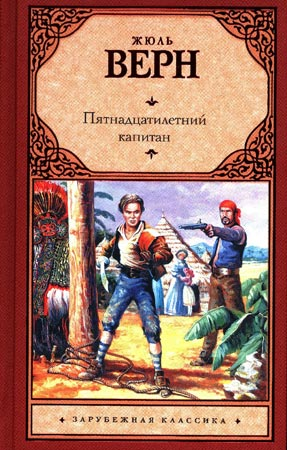 ЖЮЛЬ
ВЕРН
Пятнадцатилетний
капитан
ЗАРУБЕЖНАЯ КЛАССИКА